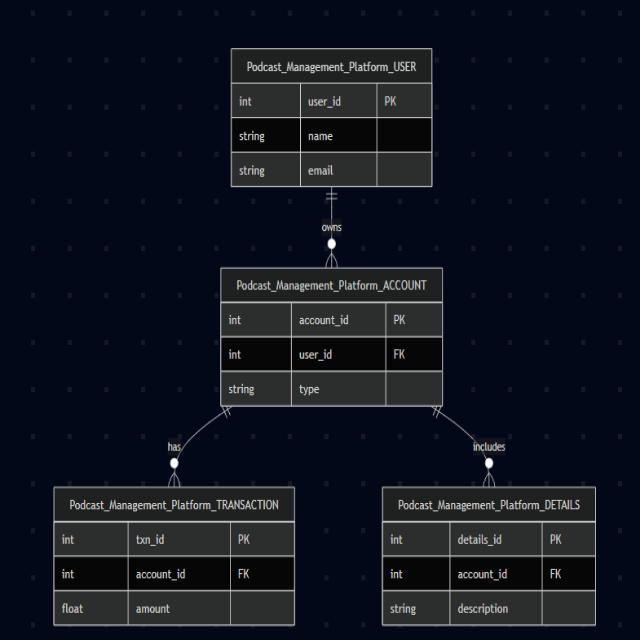 Podcast_Management_Platform_USER
int user_id PK
string name
string email
owns
Podcast_Management_Platform_ACCOUNT
int account_id PK
int user_id FK
string type
has
includes
Podcast_Management_Platform_TRANSACTION
int txn_id PK
int account_id FK
float amount
Podcast_Management_Platform_DETAILS
int details_id PK
int account_id FK
string description